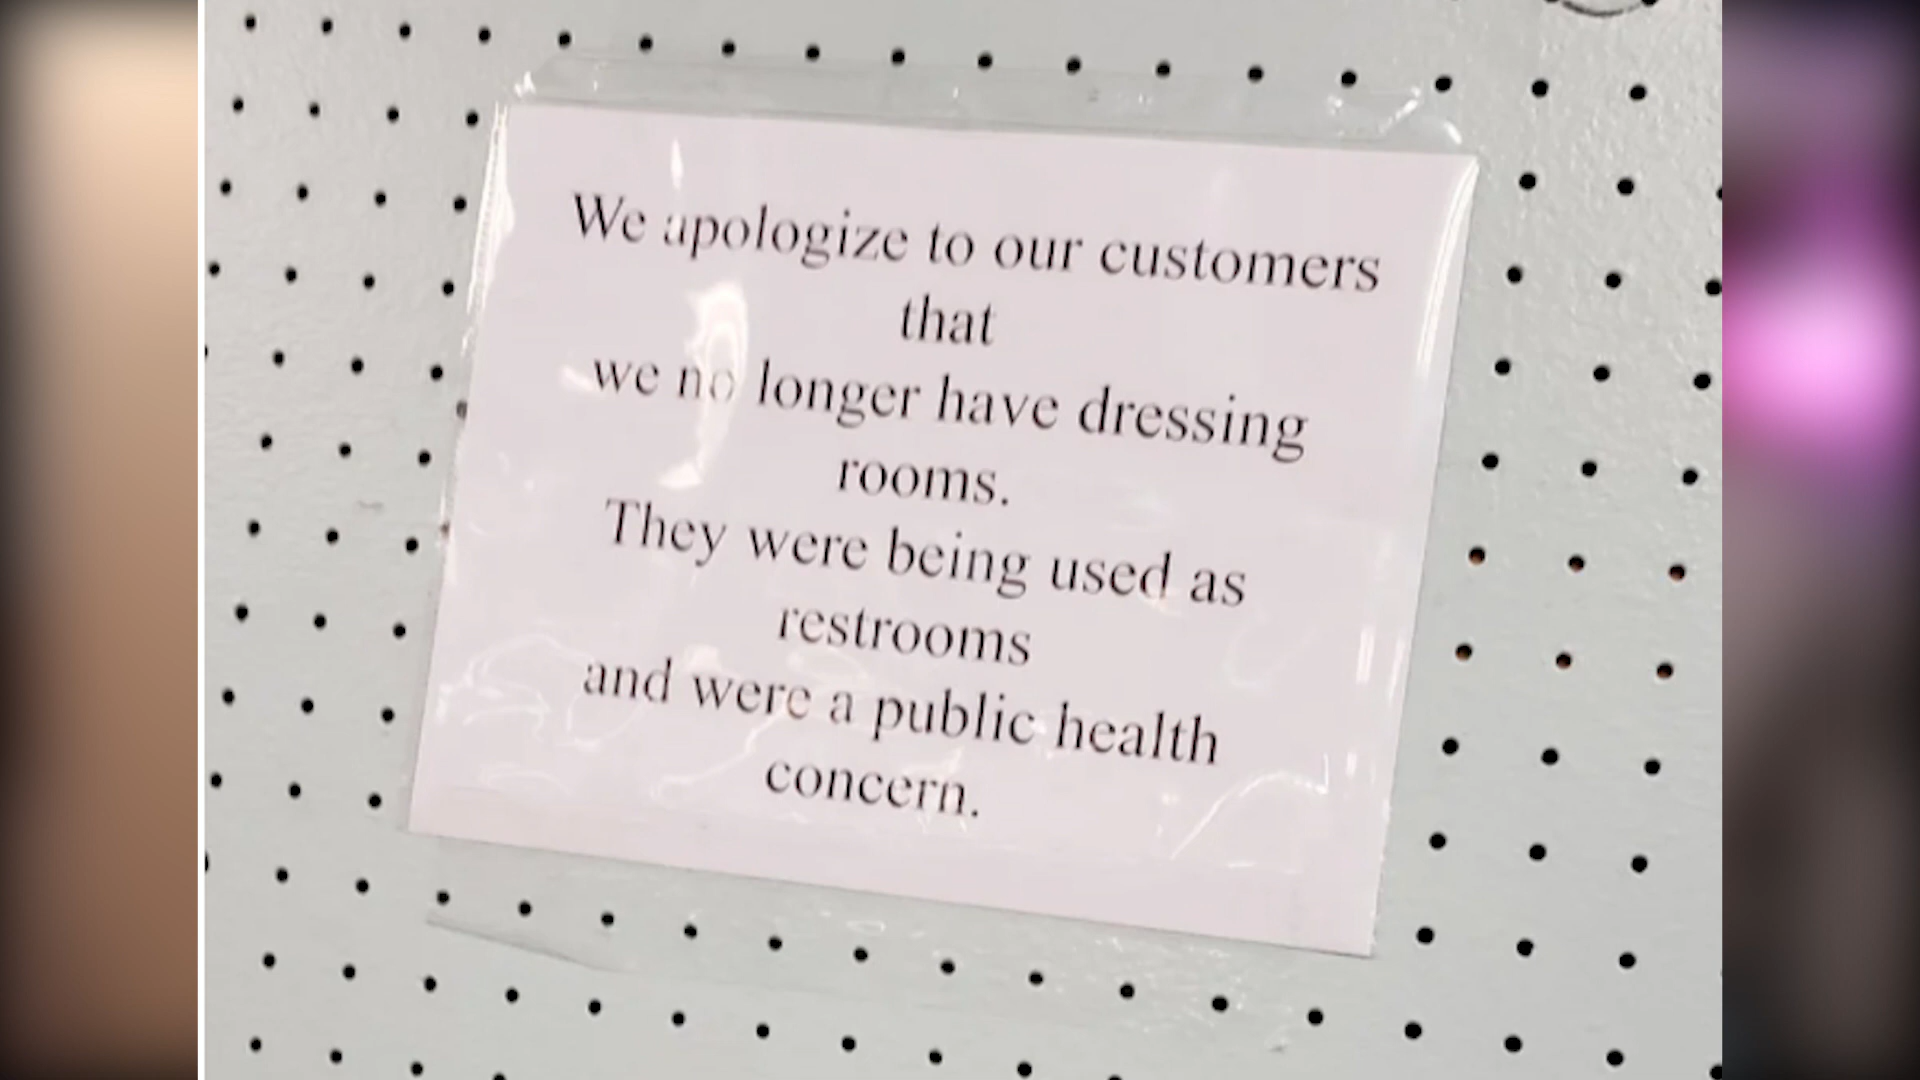 We apologize to our customers
that
we no longer have dressing
rooms.
They were being used as
restrooms
and were a public health
concern.